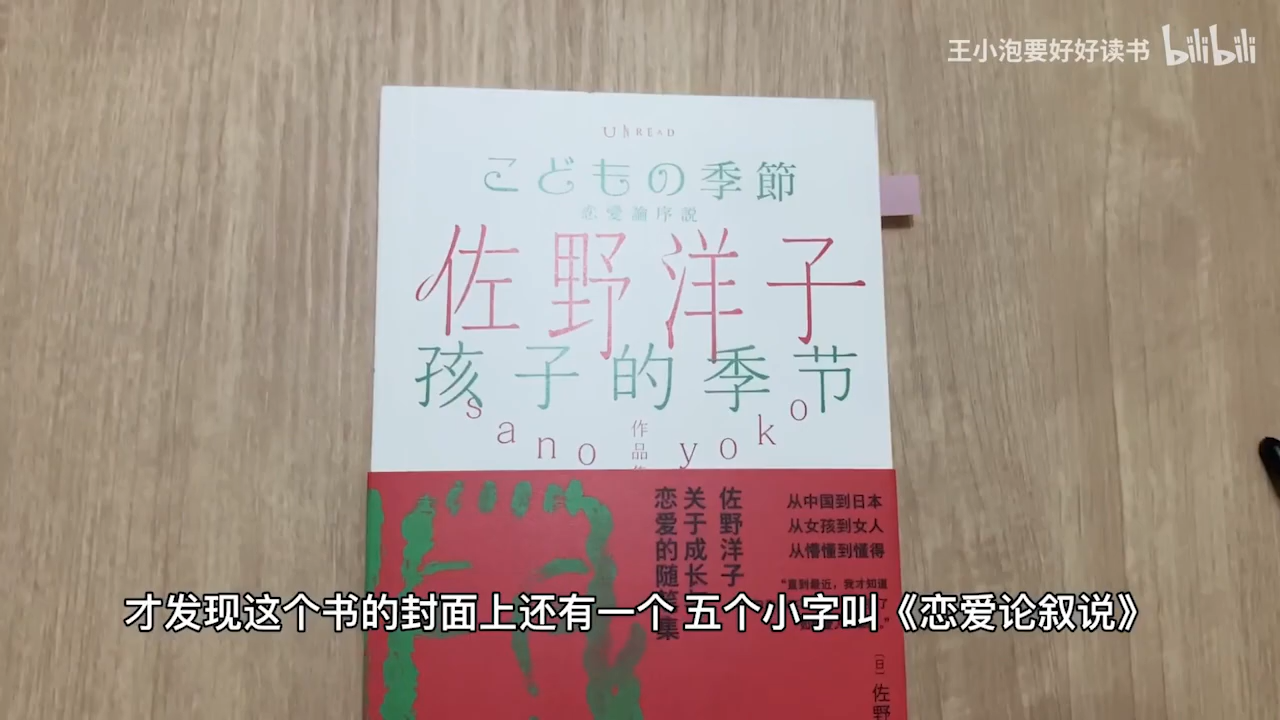 王小泡要好好读书 bilibili
UNREAD
こどもの季節
恋愛論序説
佐野洋子
孩子的季节
sano yoko
作品
佐野洋子
关于成长
恋爱的随笔集
从中国到日本
从女孩到女人
从懵懂到懂得
“直到最近，我才知道
了
”
［日］佐野
才发现这个书的封面上还有一个 五个小字叫《恋爱论叙说》